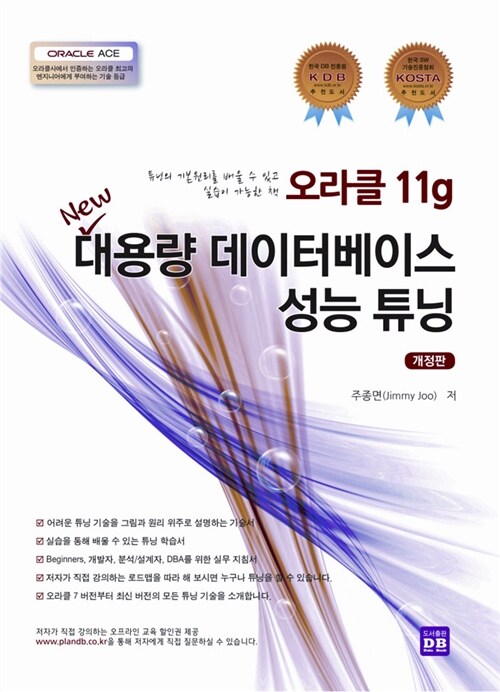 ORACLE ACE
오라클사에서 인증하는 오라클 최고의
엔지니어에게 부여하는 기술 등급
한국 DB 진흥원
KDB
www.kdb.or.kr
추천도서
한국 SW
기술진흥협회
KOSTA
www.kosta.or.kr
추천도서
튜닝의 기본원리를 배울 수 있고
실습이 가능한 책
오라클 11g
New
대용량 데이터베이스
성능 튜닝
개정판
주종면(Jimmy Joo) 저
어려운 튜닝 기술을 그림과 원리 위주로 설명하는 기술서
실습을 통해 배울 수 있는 튜닝 학습서
Beginners, 개발자, 분석/설계자, DBA를 위한 실무 지침서
저자가 직접 강의하는 로드맵을 따라 해 보시면 누구나 튜닝을 할 수 있습니다.
오라클 7 버전부터 최신 버전의 모든 튜닝 기술을 소개합니다.
저자가 직접 강의하는 오프라인 교육 할인권 제공
www.plandb.co.kr을 통해 저자에게 직접 질문하실 수 있습니다.
도서출판
DB